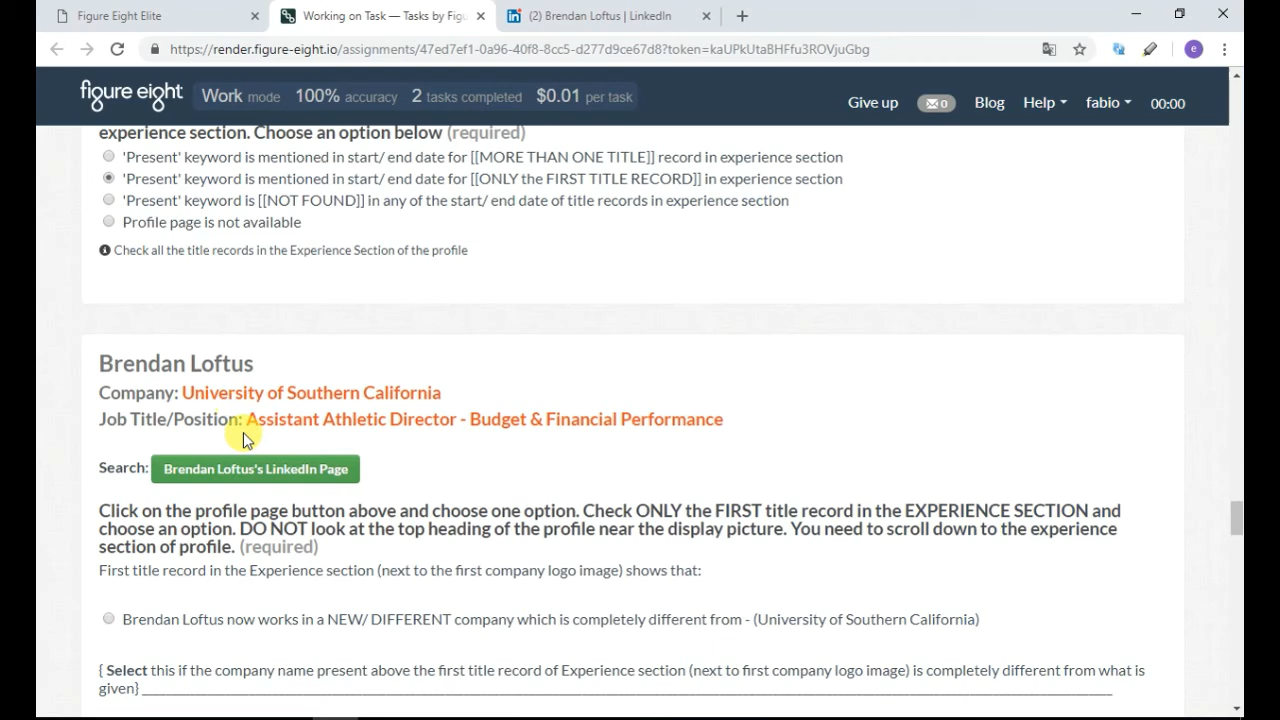 Figure Eight Elite
Working on Task — Tasks by Figu
(2) Brendan Loftus | LinkedIn
https://render.figure-eight.io/assignments/47ed7ef1-0a96-40f8-8cc5-d277d9ce67d8?token=kaUPkUtaBHFfu3ROVjuGbg
e
figure eight
Work mode 100% accuracy 2 tasks completed $0.01 per task
Give up 0 Blog Help fabio 00:00
experience section. Choose an option below (required)
'Present' keyword is mentioned in start/ end date for [[MORE THAN ONE TITLE]] record in experience section
'Present' keyword is mentioned in start/ end date for [[ONLY the FIRST TITLE RECORD]] in experience section
'Present' keyword is [[NOT FOUND]] in any of the start/ end date of title records in experience section
Profile page is not available
Check all the title records in the Experience Section of the profile
Brendan Loftus
Company: University of Southern California
Job Title/Position: Assistant Athletic Director - Budget & Financial Performance
Search: Brendan Loftus's LinkedIn Page
Click on the profile page button above and choose one option. Check ONLY the FIRST title record in the EXPERIENCE SECTION and
choose an option. DO NOT look at the top heading of the profile near the display picture. You need to scroll down to the experience
section of profile. (required)
First title record in the Experience section (next to the first company logo image) shows that:
Brendan Loftus now works in a NEW/ DIFFERENT company which is completely different from - (University of Southern California)
{ Select this if the company name present above the first title record of Experience section (next to first company logo image) is completely different from what is
given}